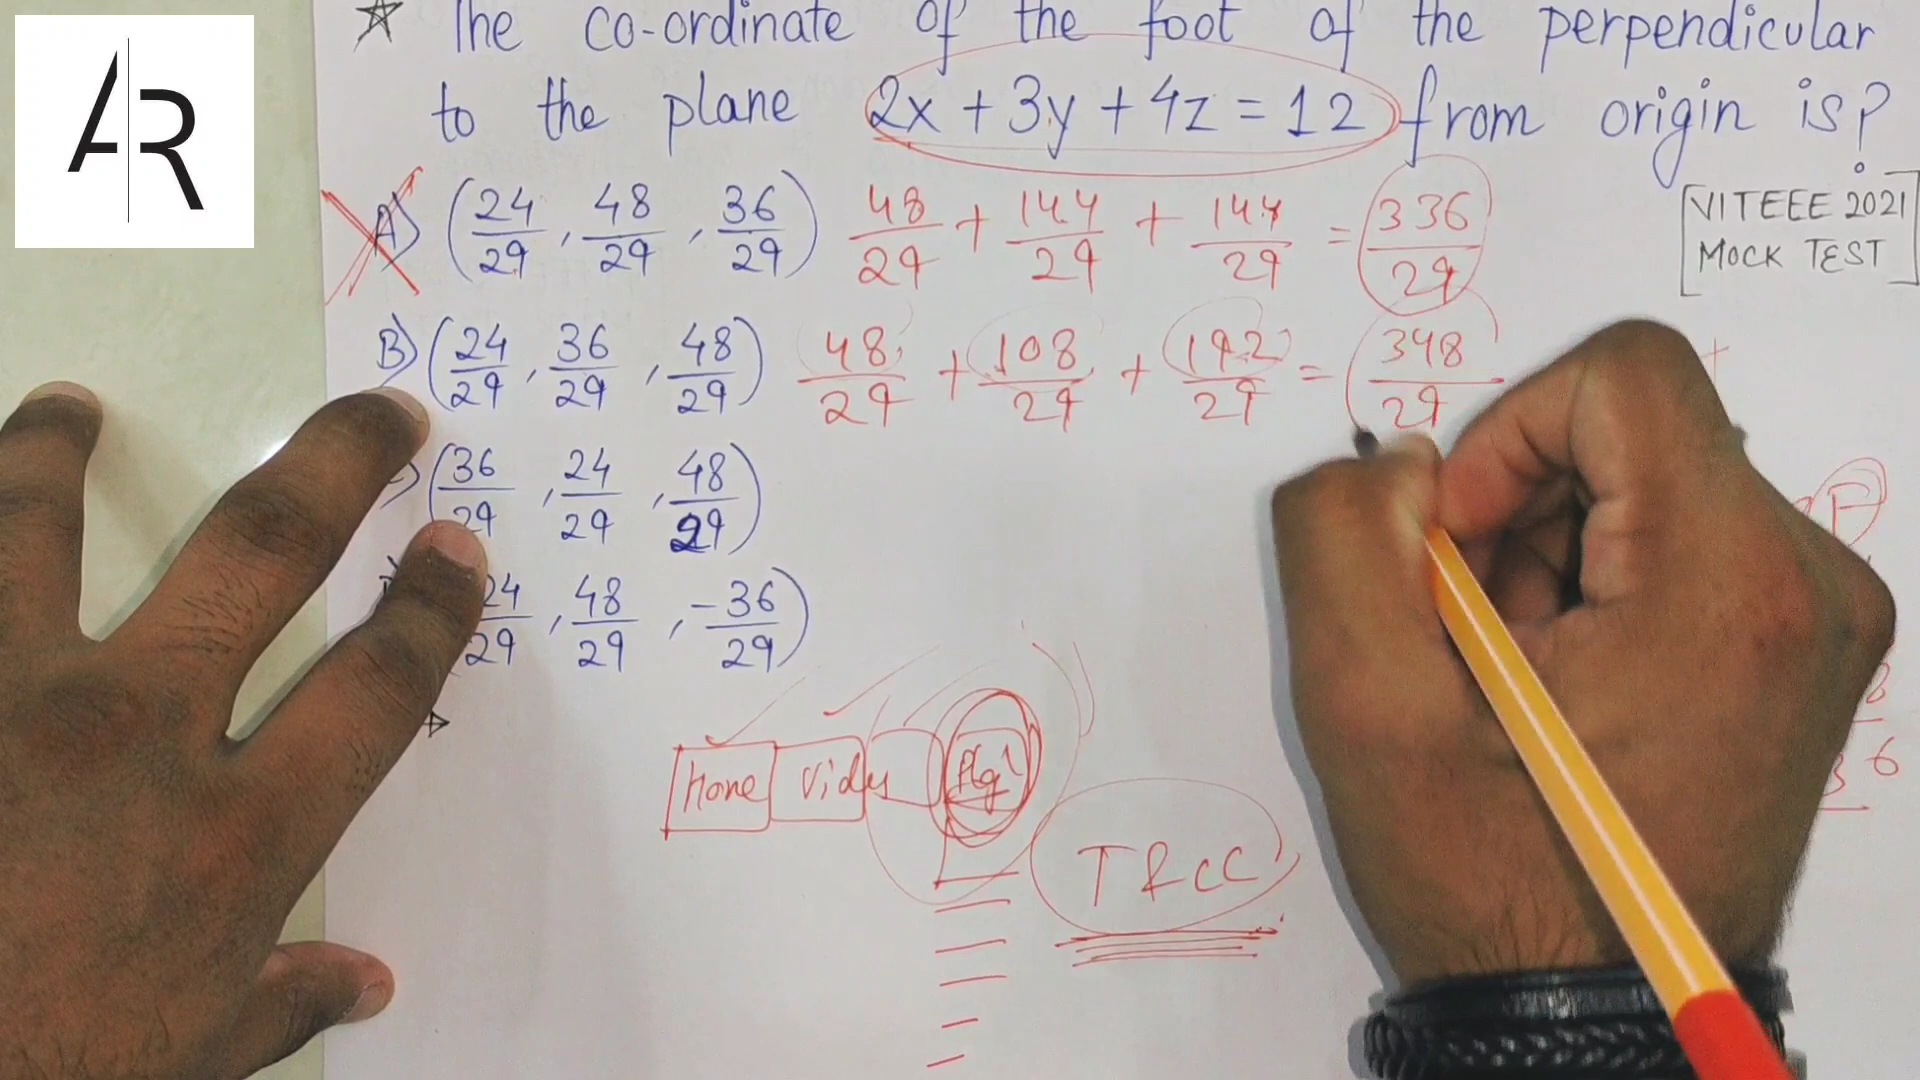 AR
The co-ordinate of the foot of the perpendicular
to the plane 2x + 3y + 4z = 12 from origin is?
[VITEEE 2021
MOCK TEST]
A) (24/29, 48/29, 36/29) 48/29 + 144/29 + 144/29 = 336/29
B) (24/29, 36/29, 48/29) 48/29 + 108/29 + 192/29 = 348/29
(36/29, 24/29, 48/29)
24/29, 48/29, -36/29)
Home
TRCC